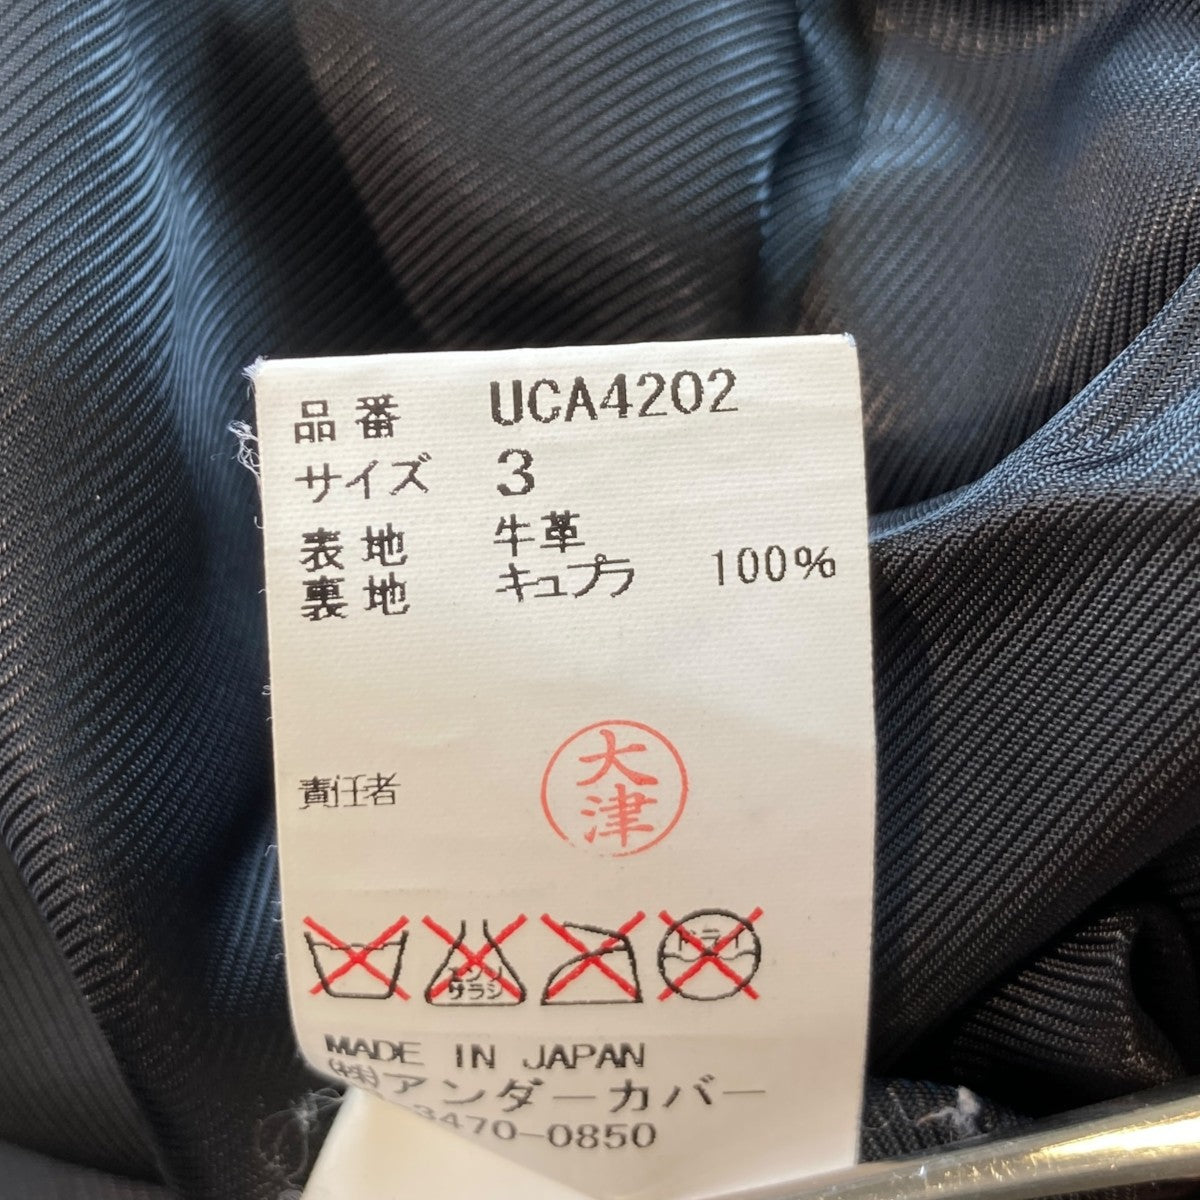 品番 UCA4202
サイズ 3
表地 牛革
裏地 キュプラ 100%
責任者 大津
エンソ
サラシ
ドライ
MADE IN JAPAN
㈱アンダーカバー
3470-0850